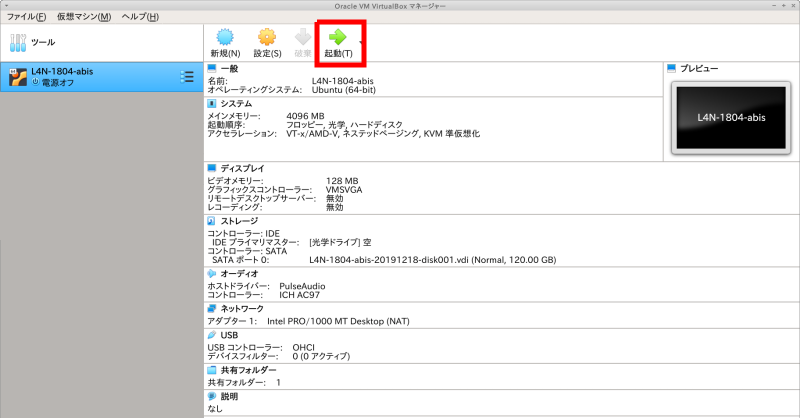 Oracle VM VirtualBox マネージャー
ファイル(F) 仮想マシン(M) ヘルプ(H)
ツール
新規(N) 設定(S) 破棄 起動(T)
L4N-1804-abis
電源オフ
一般
名前: L4N-1804-abis
オペレーティングシステム: Ubuntu (64-bit)
システム
メインメモリー: 4096 MB
起動順序: フロッピー, 光学, ハードディスク
アクセラレーション: VT-x/AMD-V, ネステッドページング, KVM 準仮想化
プレビュー
L4N-1804-abis
ディスプレイ
ビデオメモリー: 128 MB
グラフィックスコントローラー: VMSVGA
リモートデスクトップサーバー: 無効
レコーディング: 無効
ストレージ
コントローラー: IDE
IDE プライマリマスター: [光学ドライブ] 空
コントローラー: SATA
SATA ポート 0: L4N-1804-abis-20191218-disk001.vdi (Normal, 120.00 GB)
オーディオ
ホストドライバー: PulseAudio
コントローラー: ICH AC97
ネットワーク
アダプター 1: Intel PRO/1000 MT Desktop (NAT)
USB
USB コントローラー: OHCI
デバイスフィルター: 0 (0 アクティブ)
共有フォルダー
共有フォルダー: 1
説明
なし